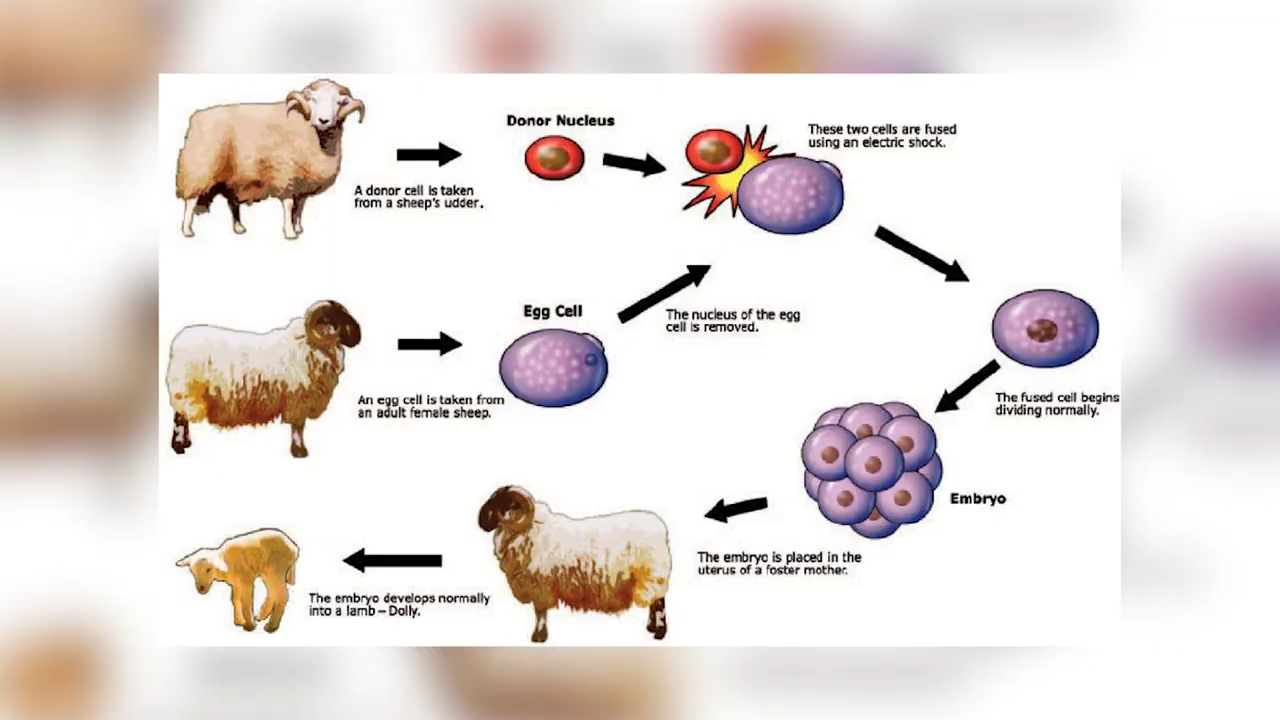 Donor Nucleus
These two cells are fused
using an electric shock.
A donor cell is taken
from a sheep's udder.
Egg Cell
The nucleus of the egg
cell is removed.
An egg cell is taken from
an adult female sheep.
The fused cell begins
dividing normally.
Embryo
The embryo is placed in the
uterus of a foster mother.
The embryo develops normally
into a lamb – Dolly.